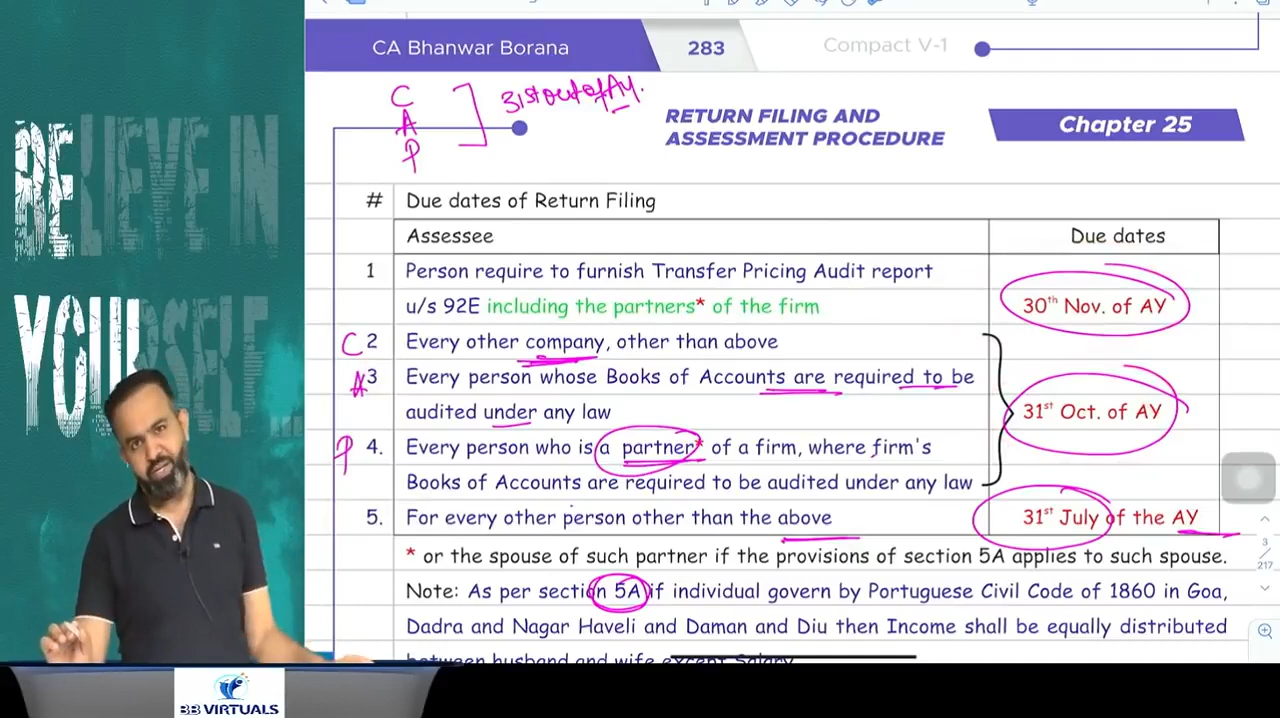 BELIEVE IN
YOURSELF
CA Bhanwar Borana
283
Compact V-1
C
A
P
31st Oct of AY.
RETURN FILING AND
ASSESSMENT PROCEDURE
Chapter 25
# Due dates of Return Filing
Assessee Due dates
1 Person require to furnish Transfer Pricing Audit report
u/s 92E including the partners* of the firm 30th Nov. of AY
C 2 Every other company, other than above
A 3 Every person whose Books of Accounts are required to be
audited under any law 31st Oct. of AY
P 4. Every person who is a partner* of a firm, where firm's
Books of Accounts are required to be audited under any law
5. For every other person other than the above 31st July of the AY
* or the spouse of such partner if the provisions of section 5A applies to such spouse.
Note: As per section 5A if individual govern by Portuguese Civil Code of 1860 in Goa,
Dadra and Nagar Haveli and Daman and Diu then Income shall be equally distributed
between husband and wife except Salary
3
217
BB VIRTUALS